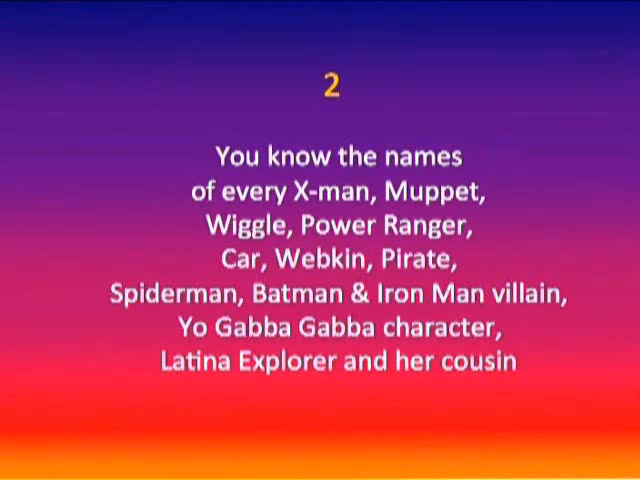 2
You know the names
of every X-man, Muppet,
Wiggle, Power Ranger,
Car, Webkin, Pirate,
Spiderman, Batman & Iron Man villain,
Yo Gabba Gabba character,
Latina Explorer and her cousin